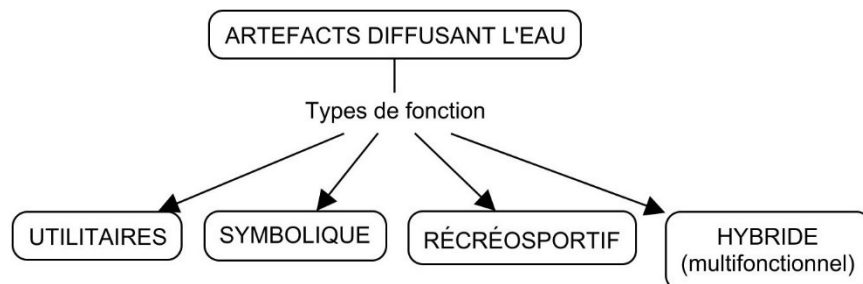 ARTEFACTS DIFFUSANT L'EAU
Types de fonction
UTILITAIRES
SYMBOLIQUE
RÉCRÉOSPORTIF
HYBRIDE
(multifonctionnel)